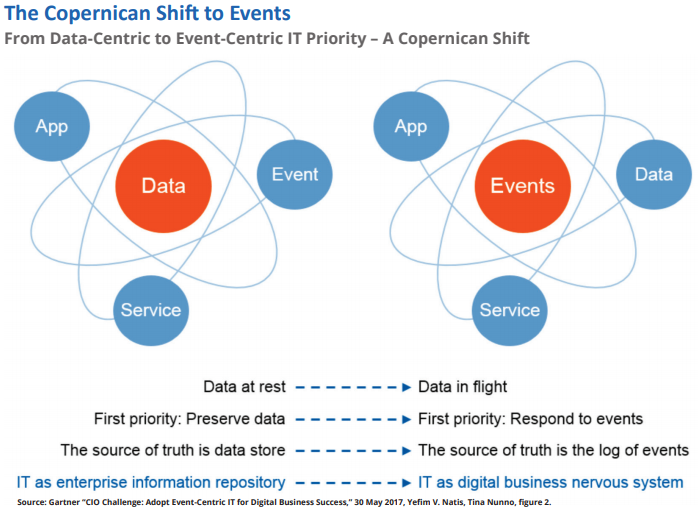 The Copernican Shift to Events
From Data-Centric to Event-Centric IT Priority – A Copernican Shift
App
Data
Event
Service
App
Events
Data
Service
Data at rest
Data in flight
First priority: Preserve data
First priority: Respond to events
The source of truth is data store
The source of truth is the log of events
IT as enterprise information repository
IT as digital business nervous system
Source: Gartner "CIO Challenge: Adopt Event-Centric IT for Digital Business Success," 30 May 2017, Yefim V. Natis, Tina Nunno, figure 2.